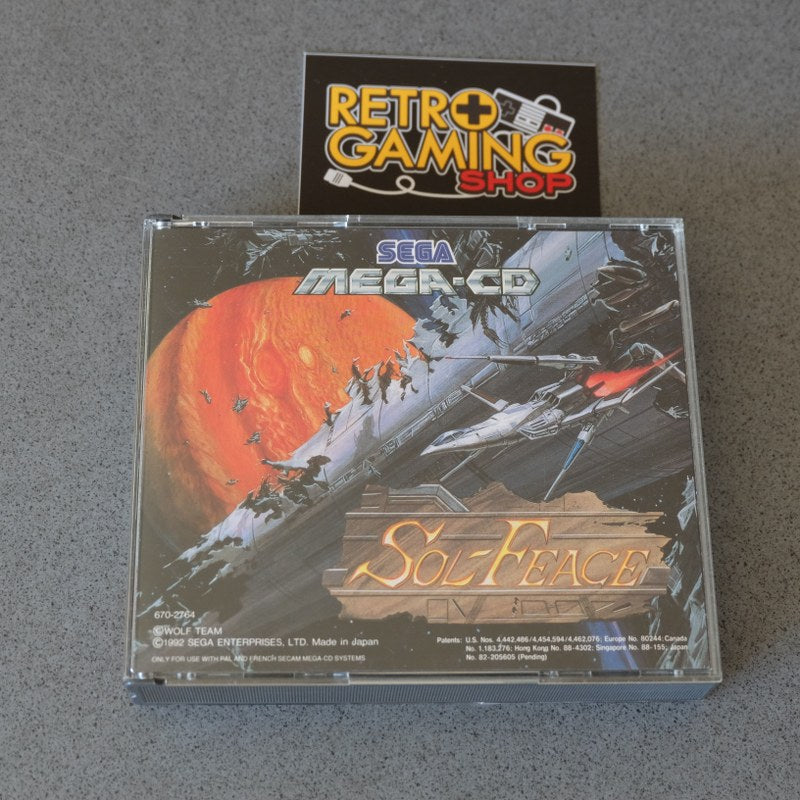 RETRO
GAMING
SHOP
SEGA
MEGA-CD
SOL-FEACE
670-2764
©WOLF TEAM
©1992 SEGA ENTERPRISES, LTD. Made in Japan
ONLY FOR USE WITH PAL AND FRENCH SECAM MEGA-CD SYSTEMS
Patents: U.S. Nos. 4,442,486/4,454,594/4,462,076; Europe No. 80244; Canada
No. 1,183,276; Hong Kong No. 88-4302; Singapore No. 88-155; Japan
No. 82-205605 (Pending)